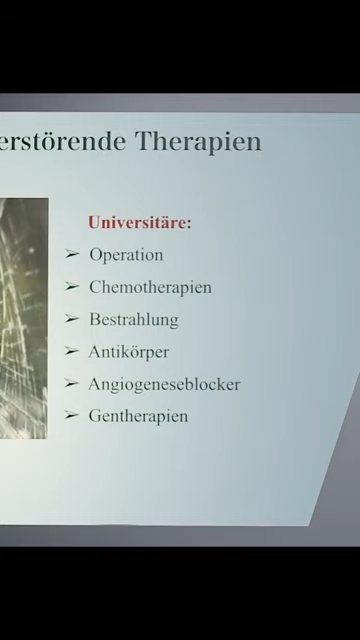 erstörende Therapien
Universitäre:
➢ Operation
➢ Chemotherapien
➢ Bestrahlung
➢ Antikörper
➢ Angiogeneseblocker
➢ Gentherapien